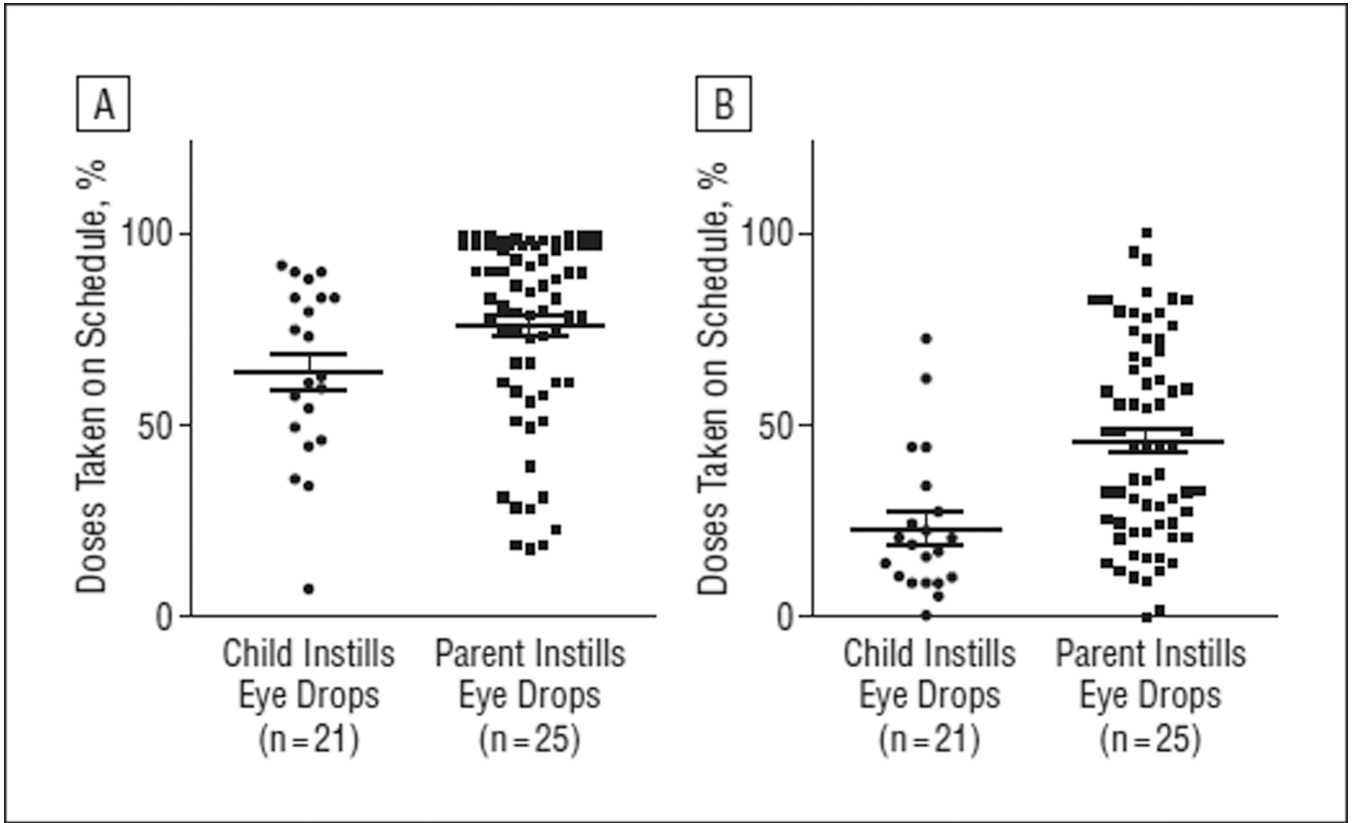 A
Doses Taken on Schedule, %
100
50
0
Child Instills
Eye Drops
(n=21)
Parent Instills
Eye Drops
(n=25)
B
Doses Taken on Schedule, %
100
50
0
Child Instills
Eye Drops
(n=21)
Parent Instills
Eye Drops
(n=25)